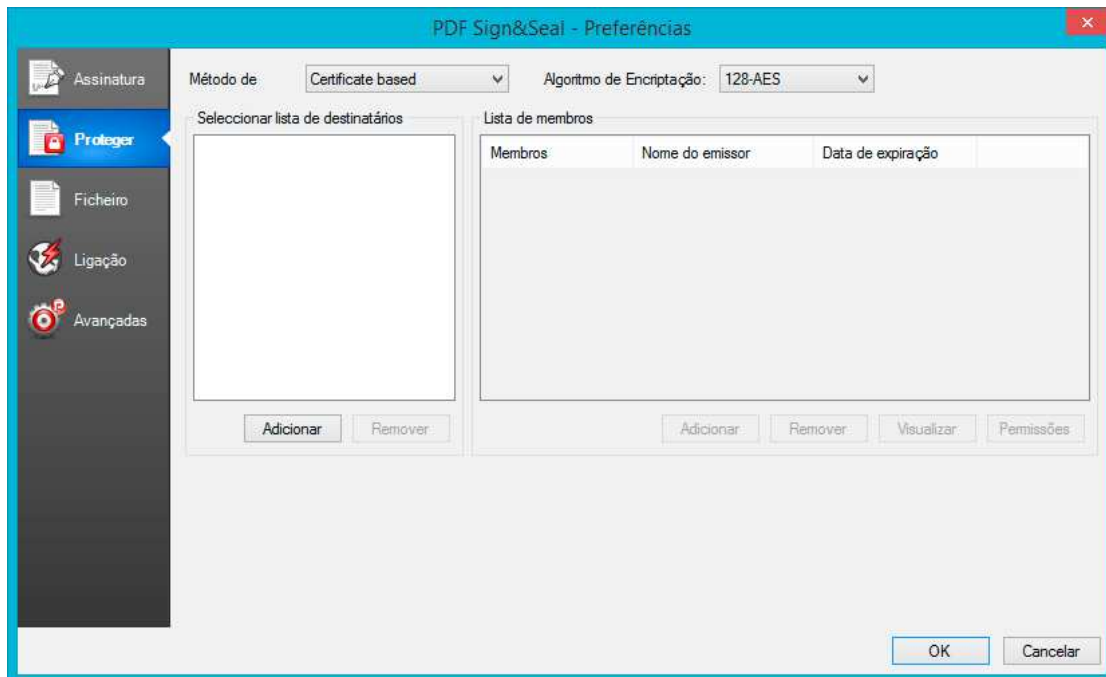 PDF Sign&Seal - Preferências
Assinatura
Proteger
Ficheiro
Ligação
Avançadas
Método de
Certificate based
Algoritmo de Encriptação:
128-AES
Seleccionar lista de destinatários
Adicionar
Remover
Lista de membros
Membros
Nome do emissor
Data de expiração
Adicionar
Remover
Visualizar
Permissões
OK
Cancelar